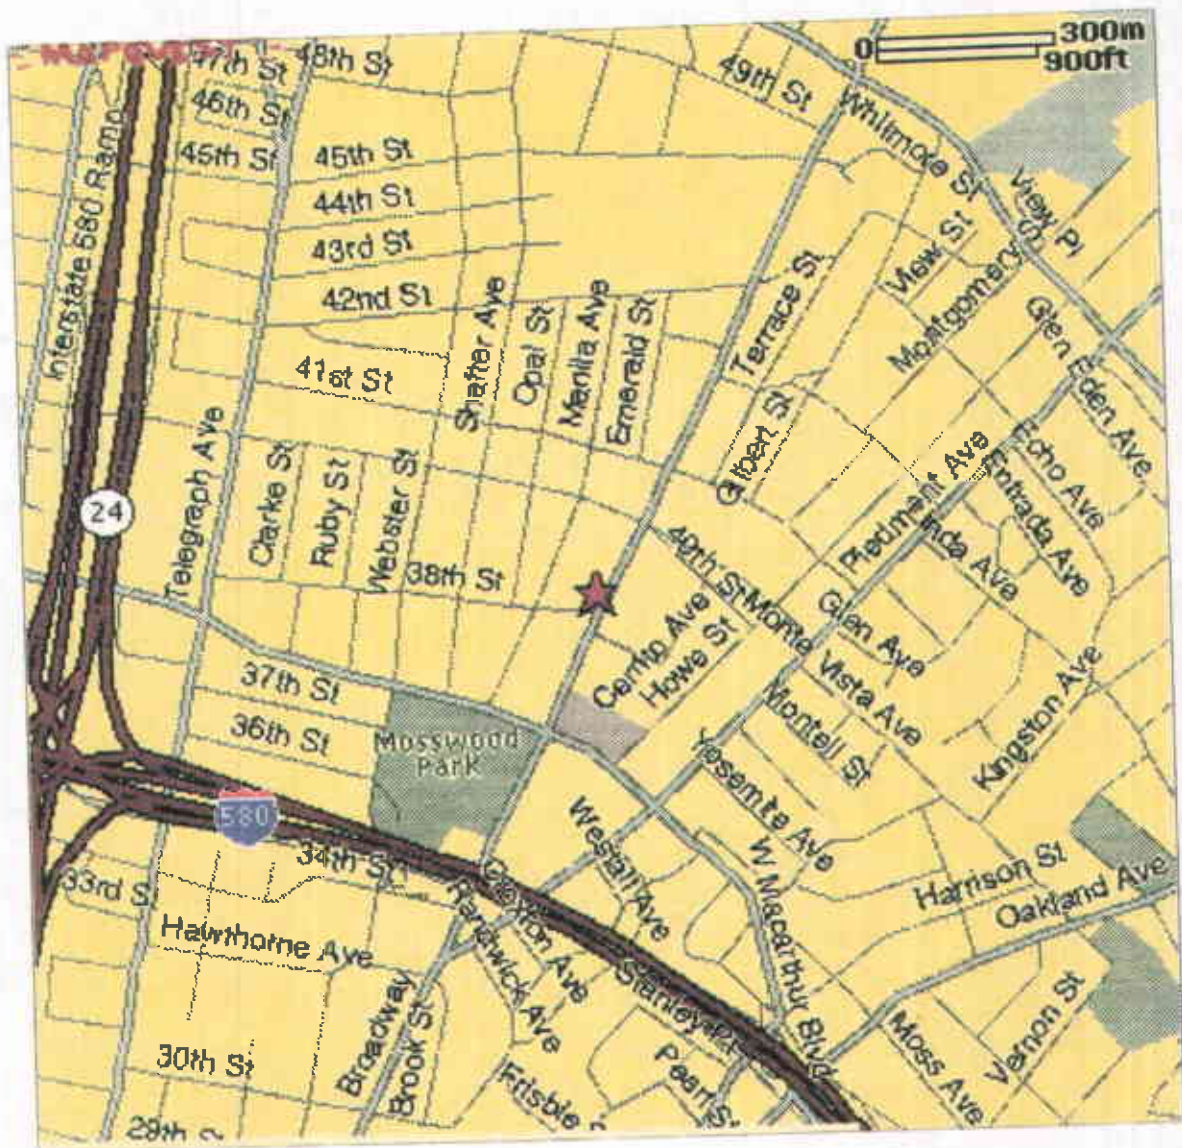 MAPQUEST
0 300m
900ft
47th St
48th St
46th St
45th St
45th St
44th St
43rd St
42nd St
41st St
49th St
Whitmore St
View Pl
View St
Montgomery St
Glen Eden Ave
Echo Ave
Entrada Ave
Linda Ave
Piedmont Ave
Glen Ave
Terrace St
Gilbert St
Interstate 580 Ramp
Telegraph Ave
24
Clarke St
Ruby St
Webster St
Shafter Ave
Opal St
Manila Ave
Emerald St
38th St
40th St
Monte Vista Ave
Cerrito Ave
Howe St
Montell St
Kingston Ave
Yosemite Ave
37th St
36th St
Mosswood
Park
580
34th St
33rd S
Hawthorne Ave
Westall Ave
W Macarthur Blvd
Harrison St
Oakland Ave
Randwick Ave
Croxton Ave
Broadway
Brook St
30th St
29th
Frisbie
Pearl St
Moss Ave
Vernon St